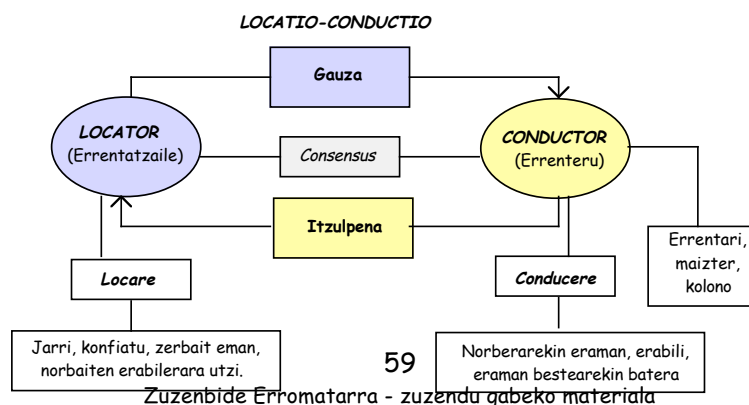 LOCATIO-CONDUCTIO
Gauza
LOCATOR
(Errentatzaile)
Consensus
CONDUCTOR
(Errenteru)
Itzulpena
Errentari,
maizter,
kolono
Locare
Conducere
Jarri, konfiatu, zerbait eman,
norbaiten erabilerara utzi.
Norberarekin eraman, erabili,
eraman bestearekin batera
59
Zuzenbide Erromatarra - zuzendu gabeko materiala